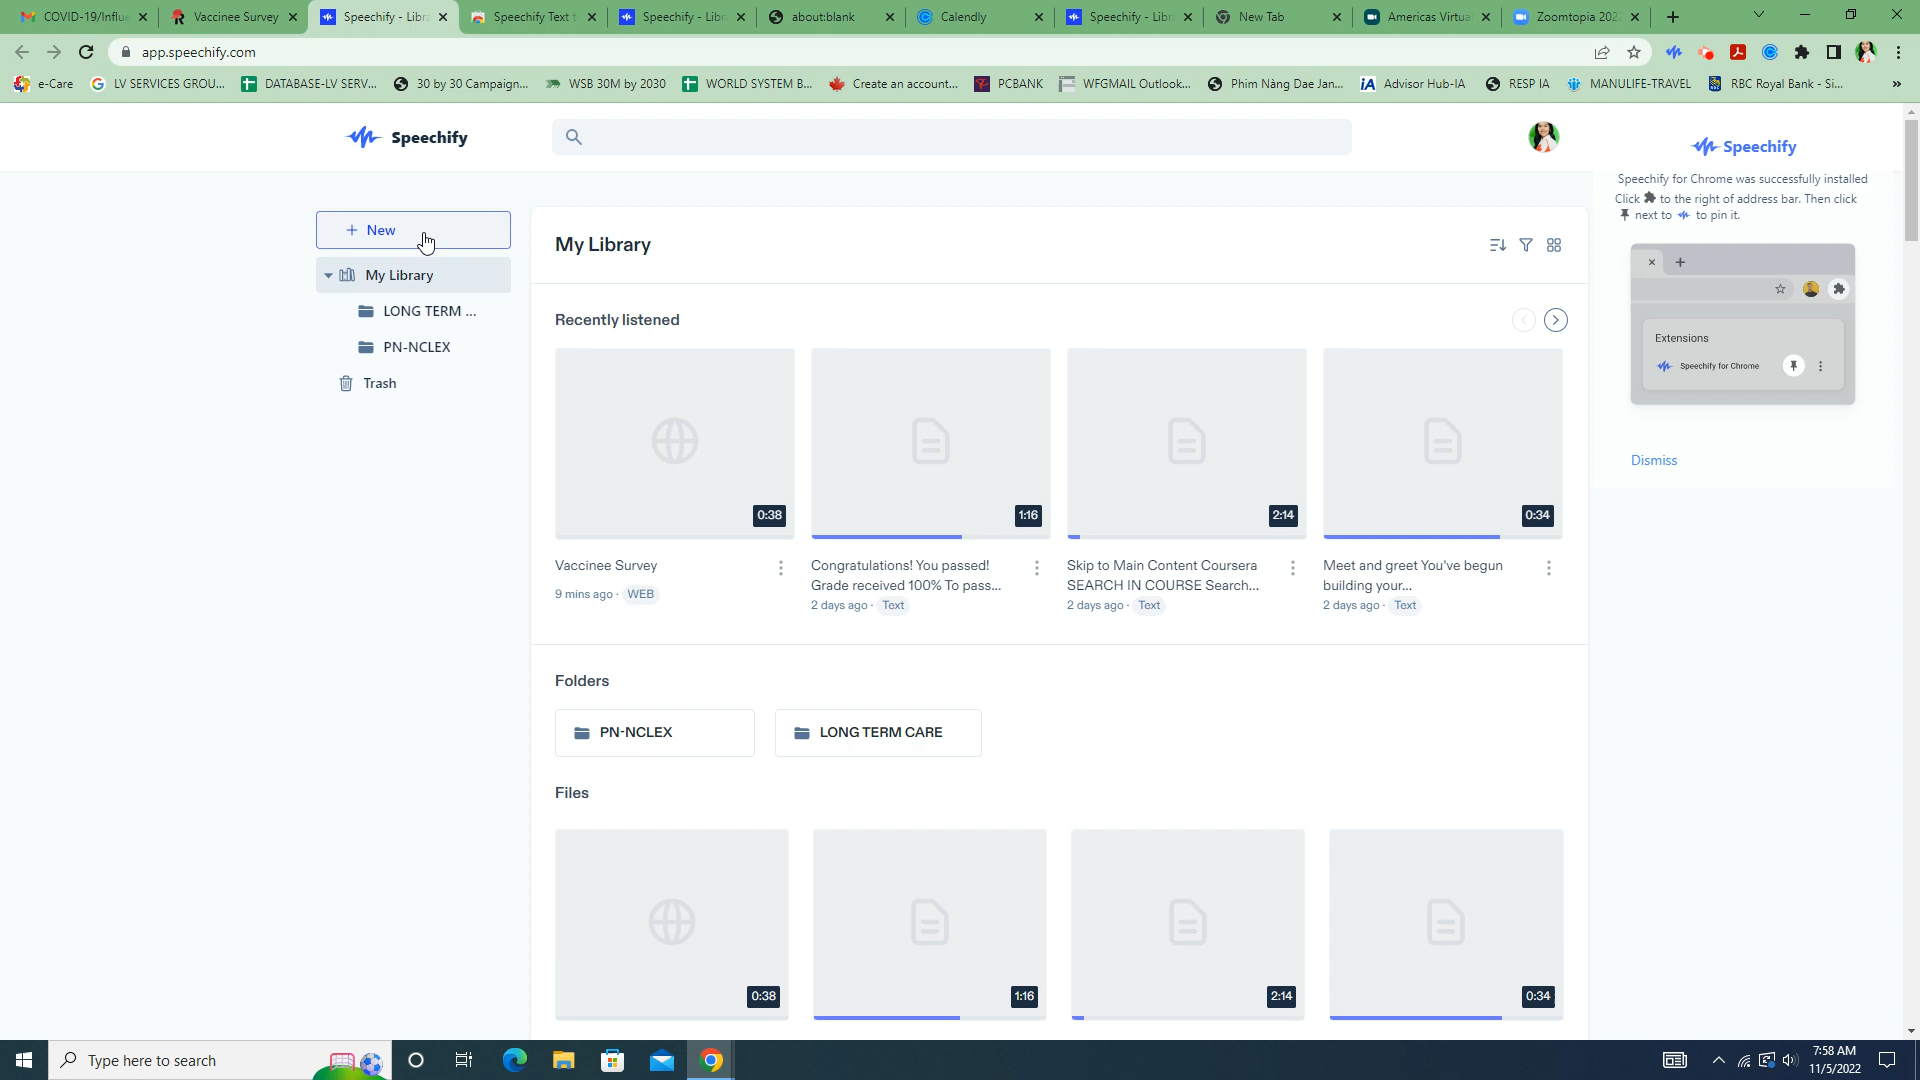 COVID-19/Influe
Vaccinee Survey
Speechify - Libra
Speechify Text t
Speechify - Libra
about:blank
Calendly
Speechify - Libra
New Tab
Americas Virtua
Zoomtopia 202
app.speechify.com
e-Care
LV SERVICES GROU...
DATABASE-LV SERV...
30 by 30 Campaign...
WSB 30M by 2030
WORLD SYSTEM B...
Create an account...
PCBANK
WFGMAIL Outlook...
Phim Nàng Dae Jan...
iA Advisor Hub-IA
RESP IA
MANULIFE-TRAVEL
RBC Royal Bank - Si...
Speechify
Speechify
Speechify for Chrome was successfully installed
Click to the right of address bar. Then click
next to to pin it.
Extensions
Speechify for Chrome
Dismiss
+ New
My Library
LONG TERM ...
PN-NCLEX
Trash
My Library
Recently listened
0:38
1:16
2:14
0:34
Vaccinee Survey
9 mins ago · WEB
Congratulations! You passed!
Grade received 100% To pass...
2 days ago · Text
Skip to Main Content Coursera
SEARCH IN COURSE Search...
2 days ago · Text
Meet and greet You've begun
building your...
2 days ago · Text
Folders
PN-NCLEX
LONG TERM CARE
Files
0:38
1:16
2:14
0:34
Type here to search
7:58 AM
11/5/2022